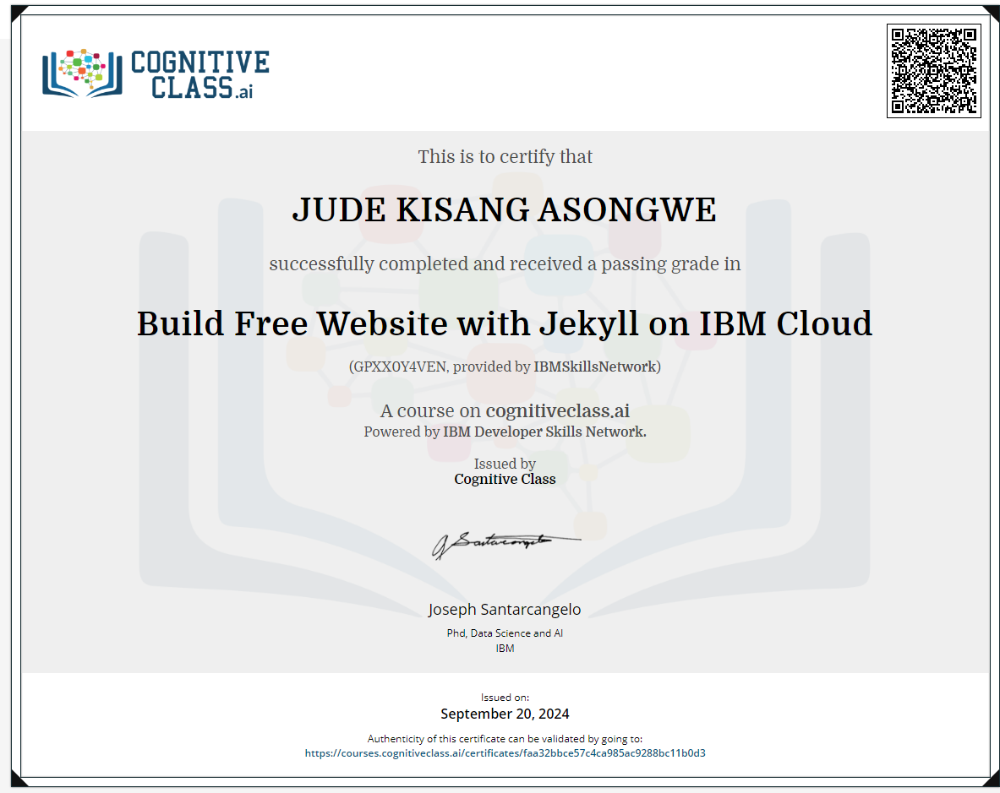 COGNITIVE
CLASS.ai
This is to certify that
JUDE KISANG ASONGWE
successfully completed and received a passing grade in
Build Free Website with Jekyll on IBM Cloud
(GPXX0Y4VEN, provided by IBMSkillsNetwork)
A course on cognitiveclass.ai
Powered by IBM Developer Skills Network.
Issued by
Cognitive Class
J Santarcangelo
Joseph Santarcangelo
Phd, Data Science and AI
IBM
Issued on:
September 20, 2024
Authenticity of this certificate can be validated by going to:
https://courses.cognitiveclass.ai/certificates/faa32bbce57c4ca985ac9288bc11b0d3